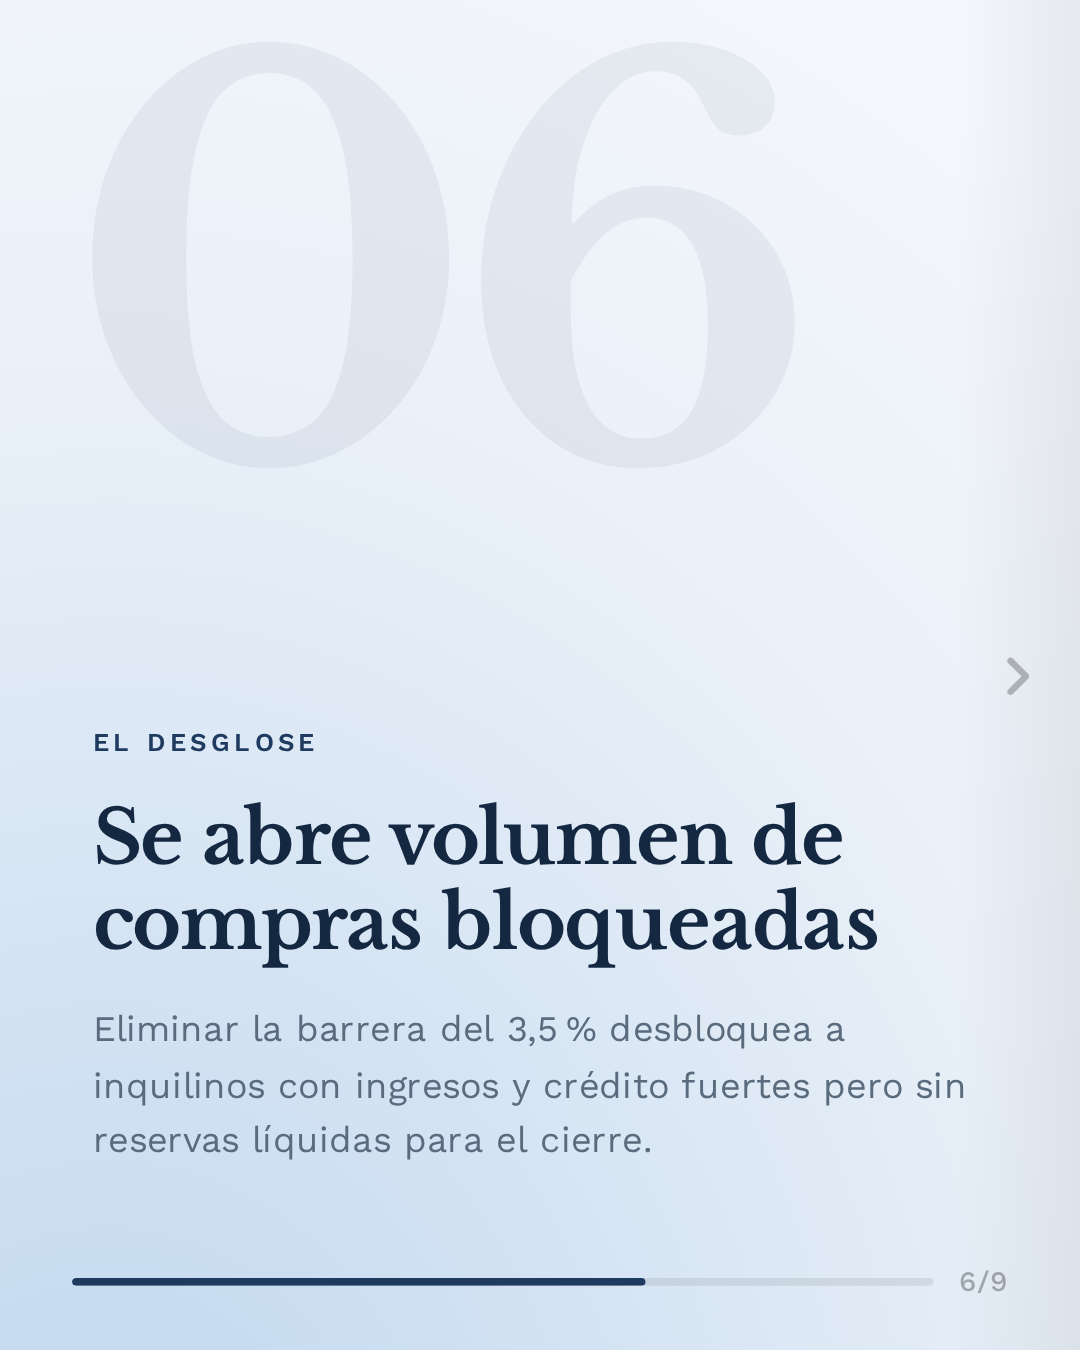 06
EL DESGLOSE
Se abre volumen de
compras bloqueadas
Eliminar la barrera del 3,5 % desbloquea a
inquilinos con ingresos y crédito fuertes pero sin
reservas líquidas para el cierre.
6/9